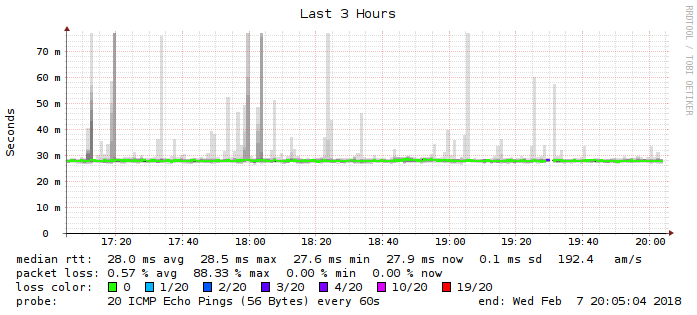 Last 3 Hours
RRDTOOL / TOBI OETIKER
Seconds
70 m
60 m
50 m
40 m
30 m
20 m
10 m
0
17:20 17:40 18:00 18:20 18:40 19:00 19:20 19:40 20:00
median rtt: 28.0 ms avg 28.5 ms max 27.6 ms min 27.9 ms now 0.1 ms sd 192.4 am/s
packet loss: 0.57 % avg 88.33 % max 0.00 % min 0.00 % now
loss color: 0 1/20 2/20 3/20 4/20 10/20 19/20
probe: 20 ICMP Echo Pings (56 Bytes) every 60s end: Wed Feb 7 20:05:04 2018